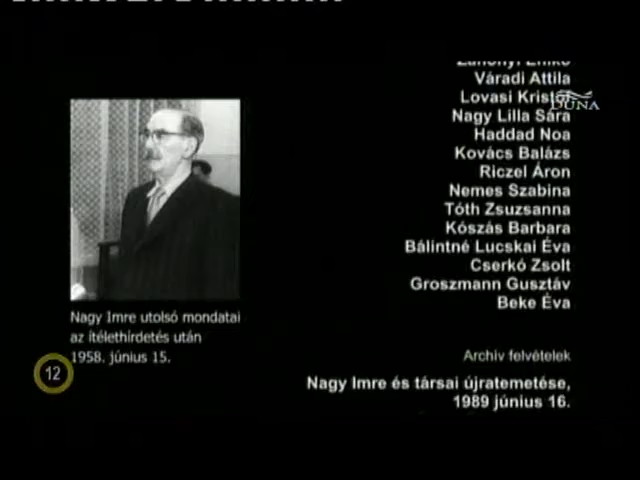 Váradi Attila
Lovasi Kristóf
DUNA
Nagy Lilla Sára
Haddad Noa
Kovács Balázs
Riczel Áron
Nemes Szabina
Tóth Zsuzsanna
Kószás Barbara
Bálintné Lucskai Éva
Cserkó Zsolt
Groszmann Gusztáv
Beke Éva
Nagy Imre utolsó mondatai
az ítélethirdetés után
1958. június 15.
12
Archív felvételek
Nagy Imre és társai újratemetése,
1989 június 16.